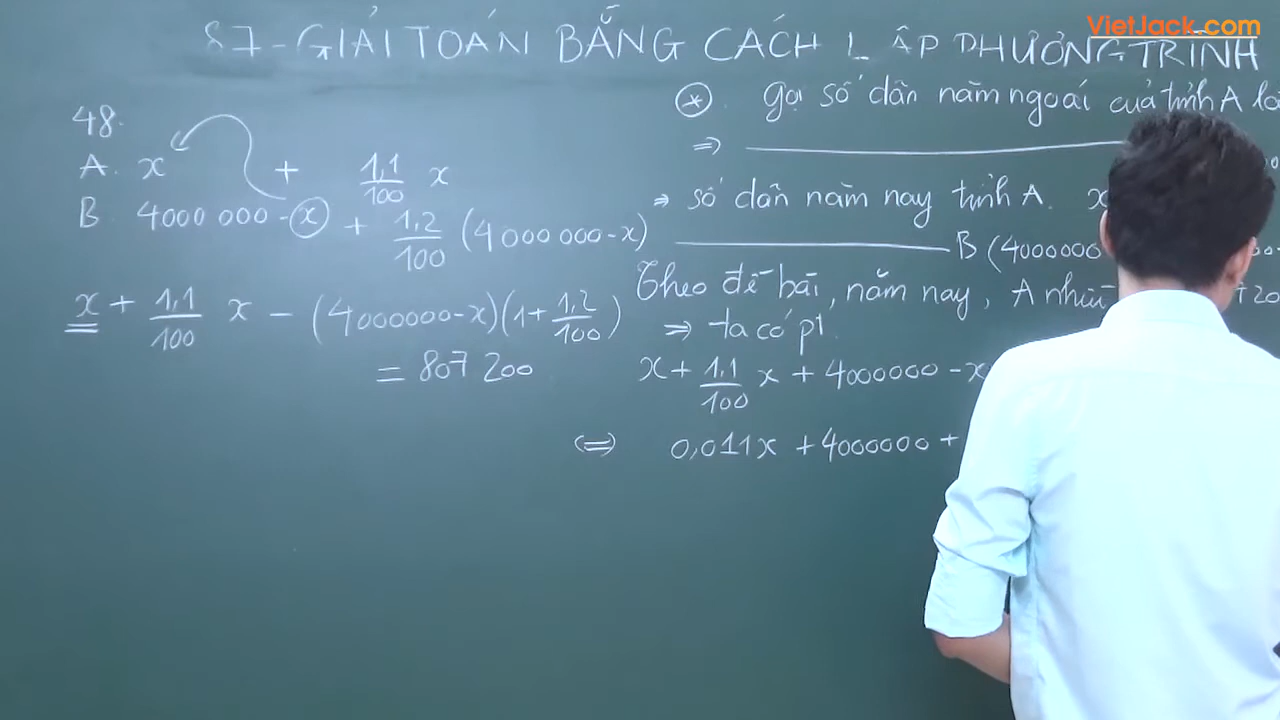 VietJack.com
§7-GIẢI TOÁN BẰNG CÁCH LẬP PHƯƠNG TRÌNH
48.
A. x + 1,1/100 x
B. 4000 000 - x + 1,2/100 (4000 000 - x)
x + 1,1/100 x - (4000000 - x)(1 + 1,2/100)
= 807 200
(*). Gọi số dân năm ngoái của tỉnh A là
=>
=> số dân năm nay tỉnh A. x
B (4000000
Theo đề bài, năm nay, A nhiều 7 200
=> ta có pt.
x + 1,1/100 x + 4000000 - x
<=> 0,011x + 4000000 +